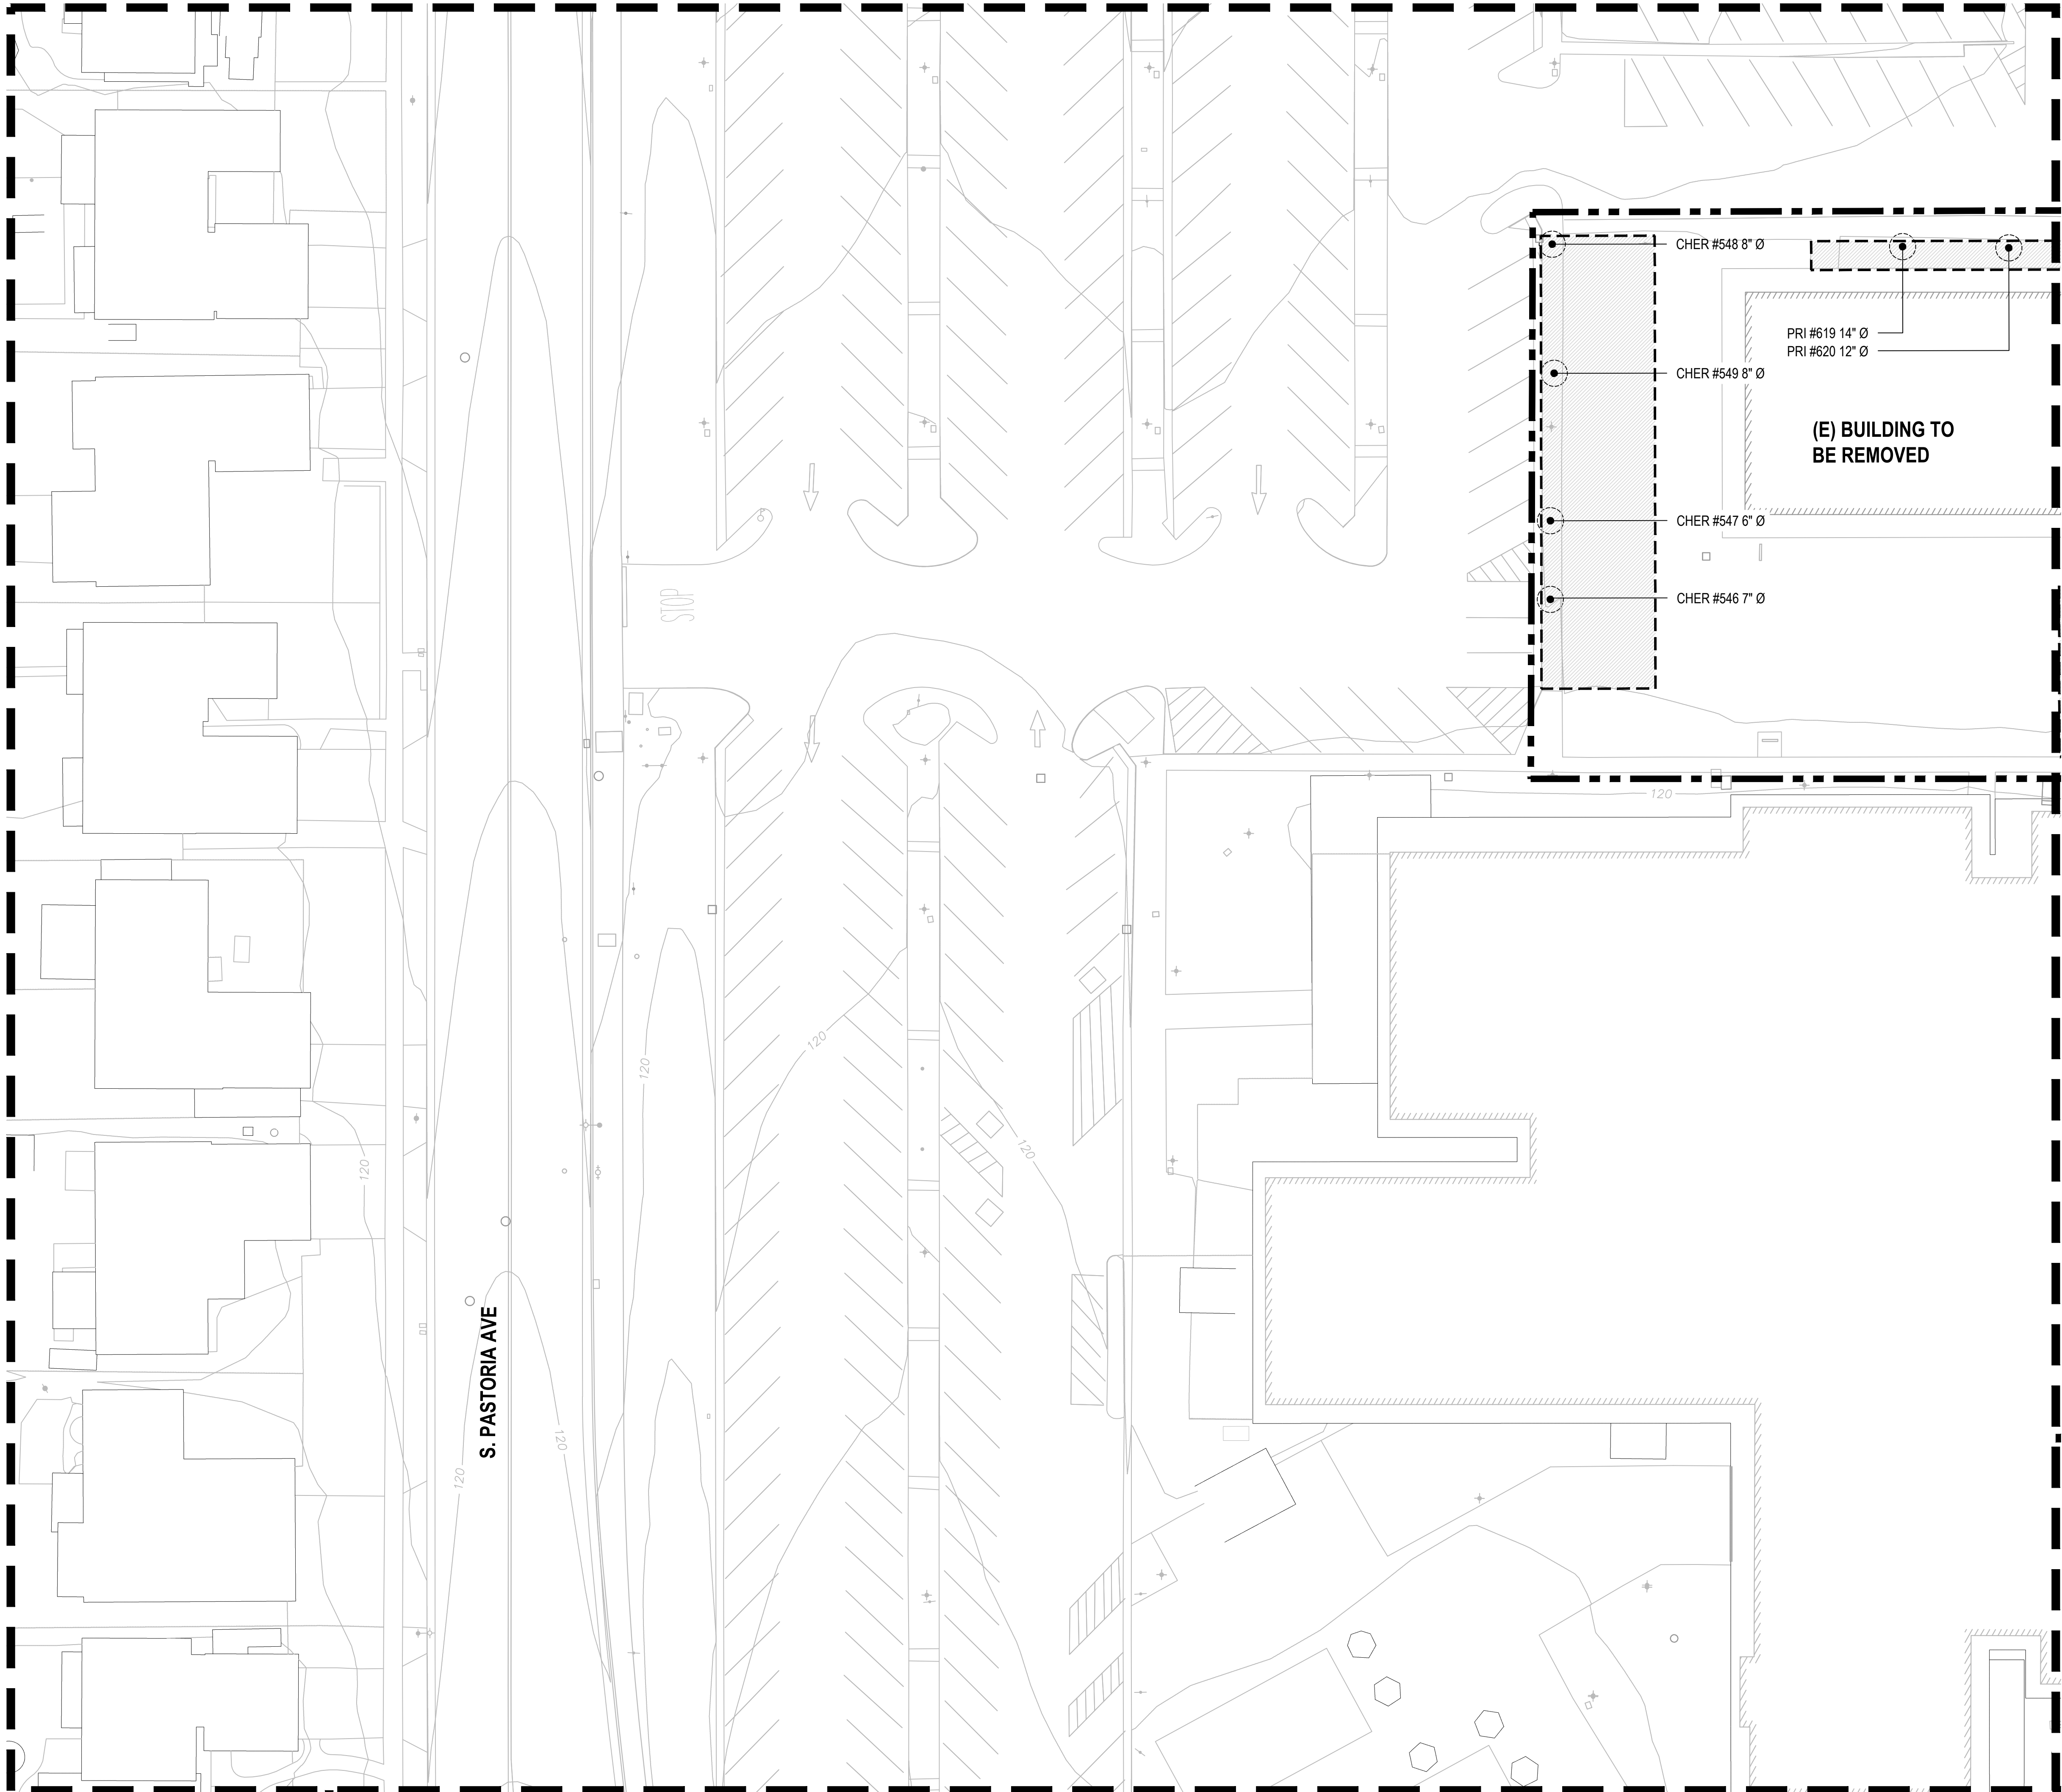 CHER #548 8" Ø
PRI #619 14" Ø
PRI #620 12" Ø
CHER #549 8" Ø
(E) BUILDING TO
BE REMOVED
CHER #547 6" Ø
CHER #546 7" Ø
STOP
120
120
120
120
120
S. PASTORIA AVE
120
120